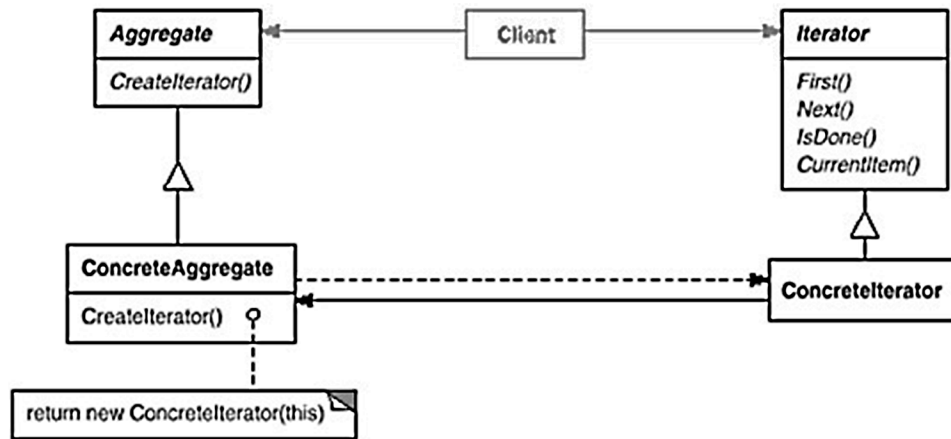 Aggregate
CreateIterator()
Client
Iterator
First()
Next()
IsDone()
CurrentItem()
ConcreteAggregate
CreateIterator()
ConcreteIterator
return new ConcreteIterator(this)